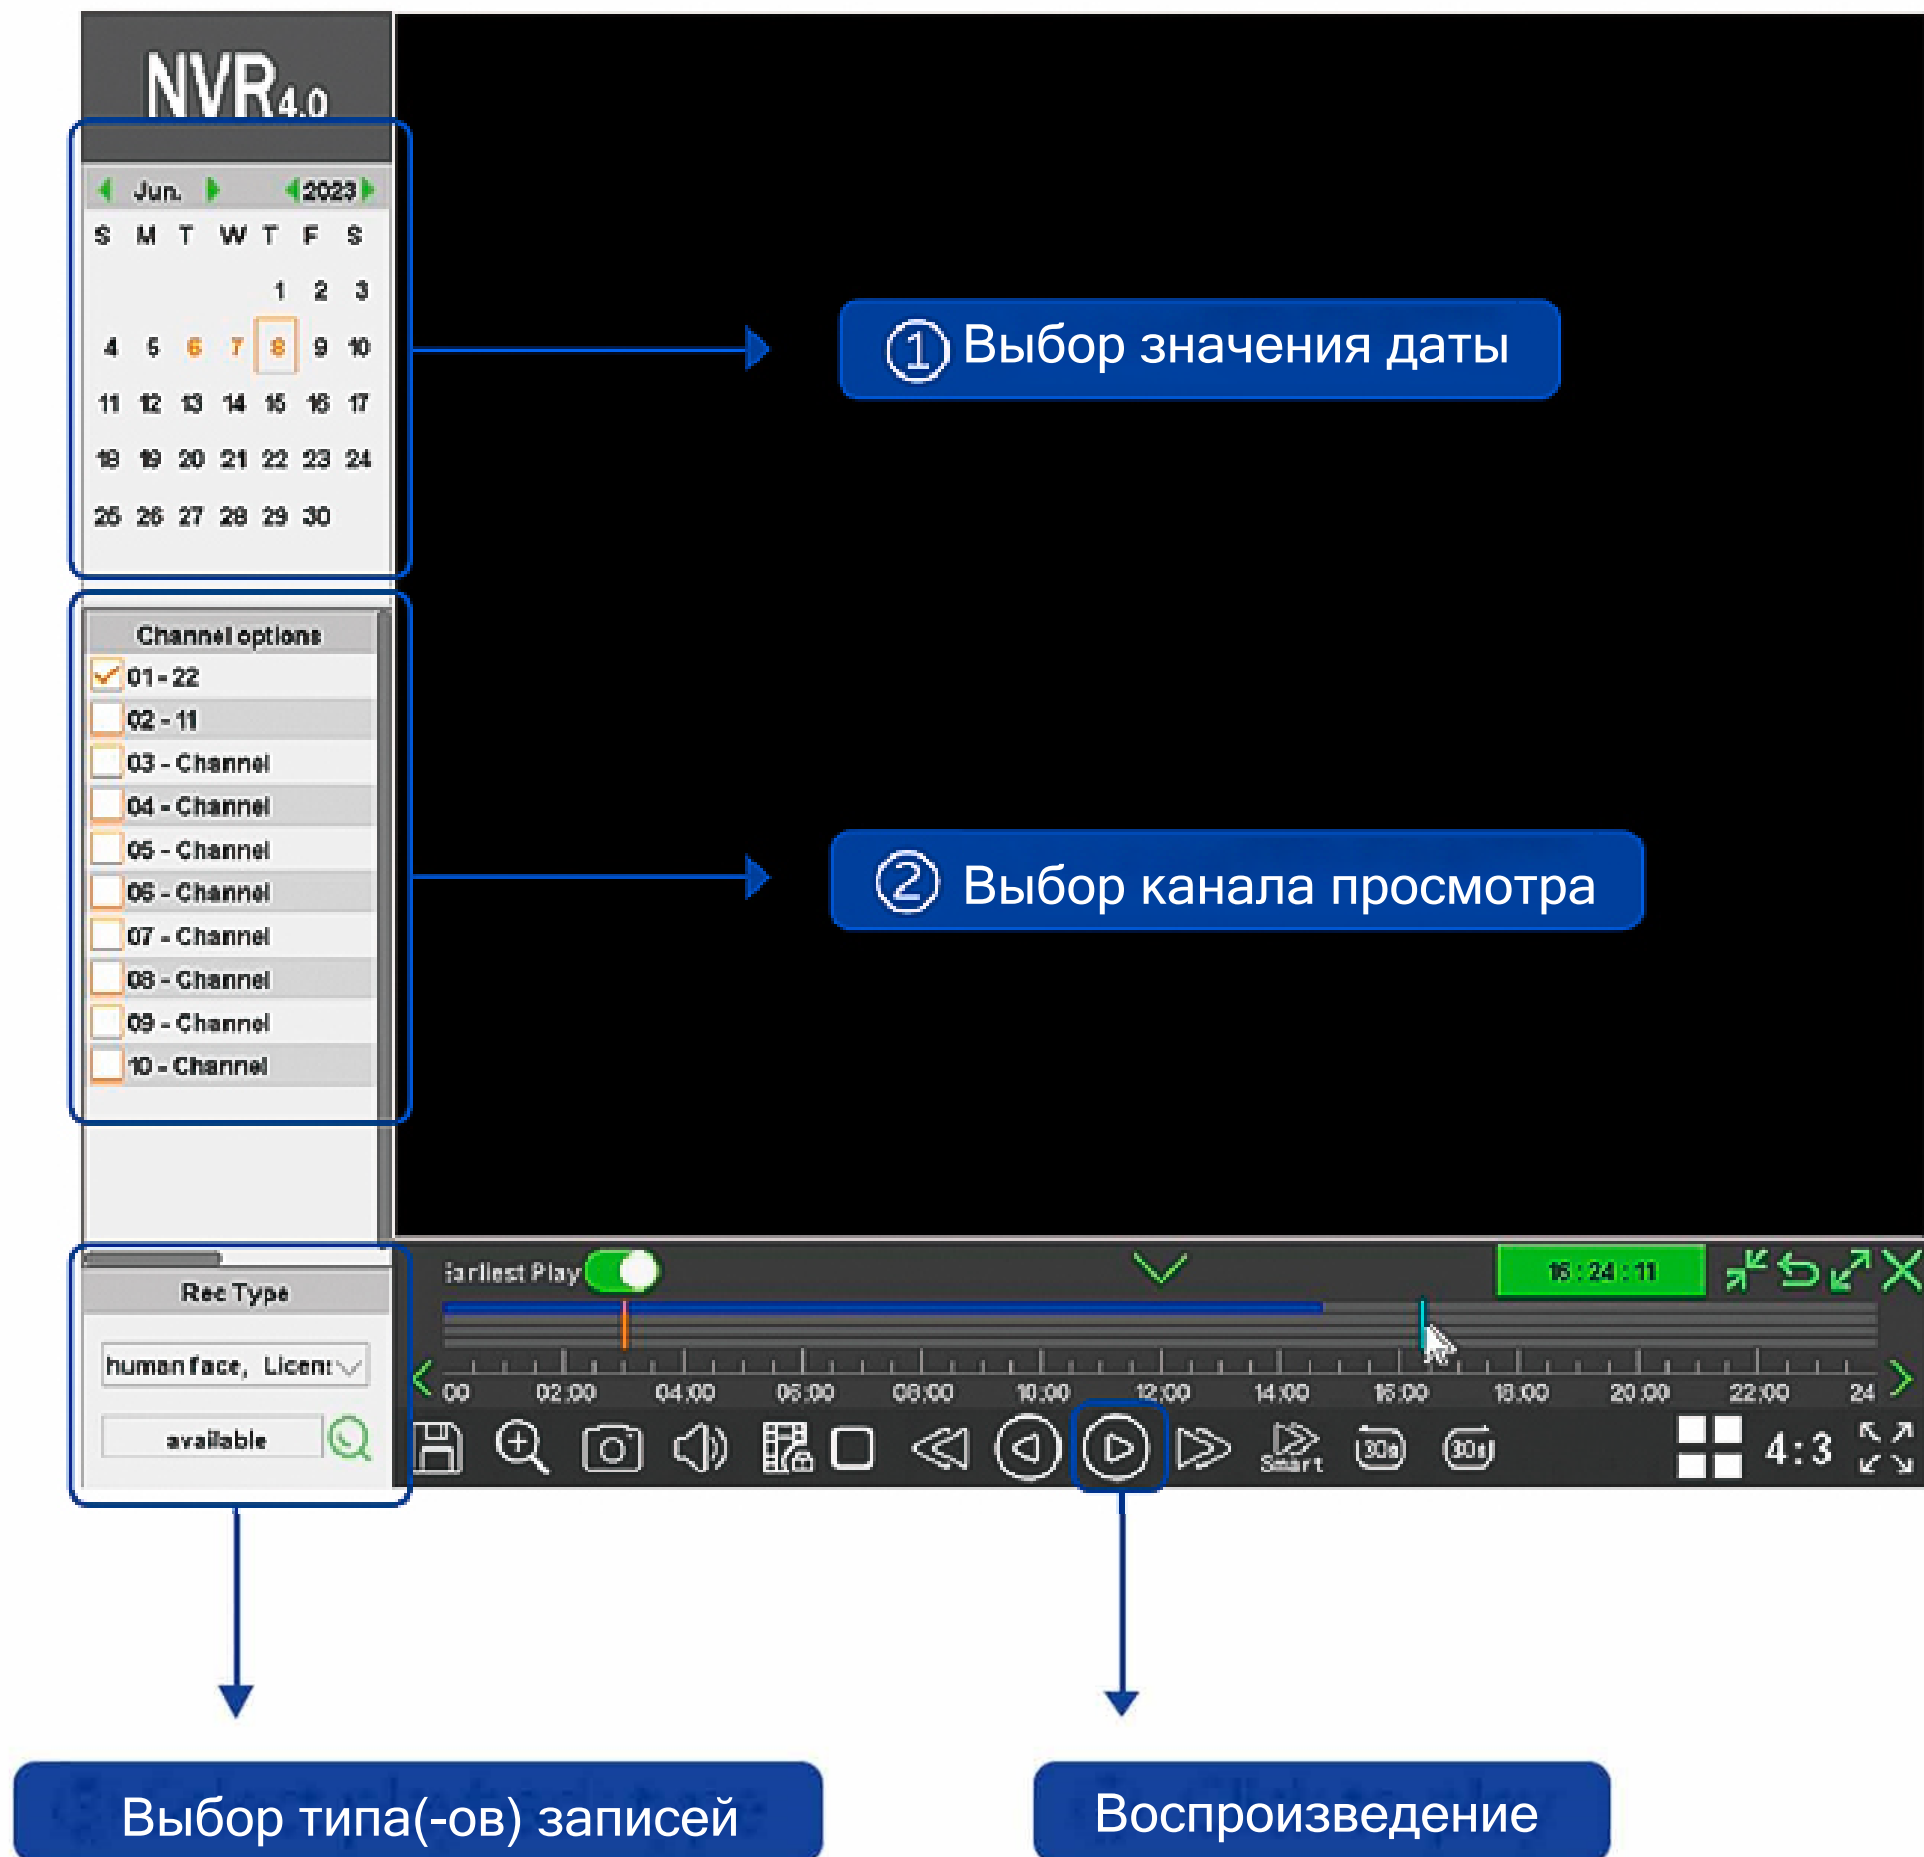 NVR4.0
Jun. 2023
S M T W T F S
1 2 3
4 5 6 7 8 9 10
11 12 13 14 15 16 17
18 19 20 21 22 23 24
25 26 27 28 29 30
① Выбор значения даты
Channel options
01 - 22
02 - 11
03 - Channel
04 - Channel
05 - Channel
06 - Channel
07 - Channel
08 - Channel
09 - Channel
10 - Channel
② Выбор канала просмотра
Earliest Play
16 : 24 : 11
Rec Type
human face, Licen
available
00 02:00 04:00 06:00 08:00 10:00 12:00 14:00 16:00 18:00 20:00 22:00 24
Smart 30s 30s 4:3
Выбор типа(-ов) записей
Воспроизведение